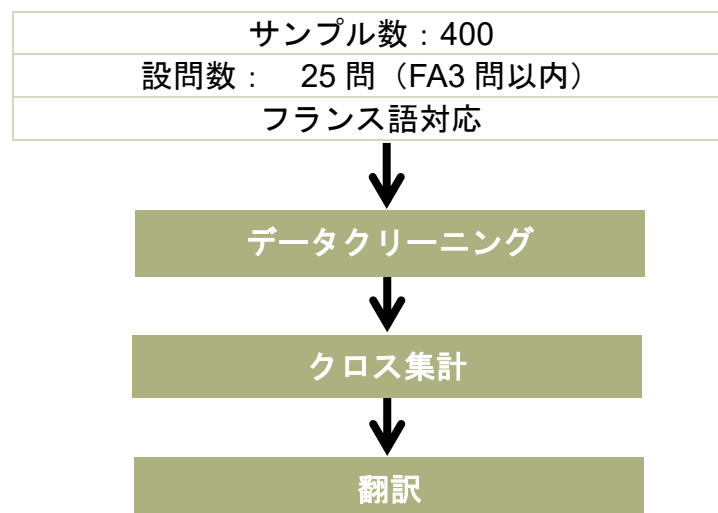 サンプル数：400
設問数：　25 問（FA3 問以内）
フランス語対応
データクリーニング
クロス集計
翻訳